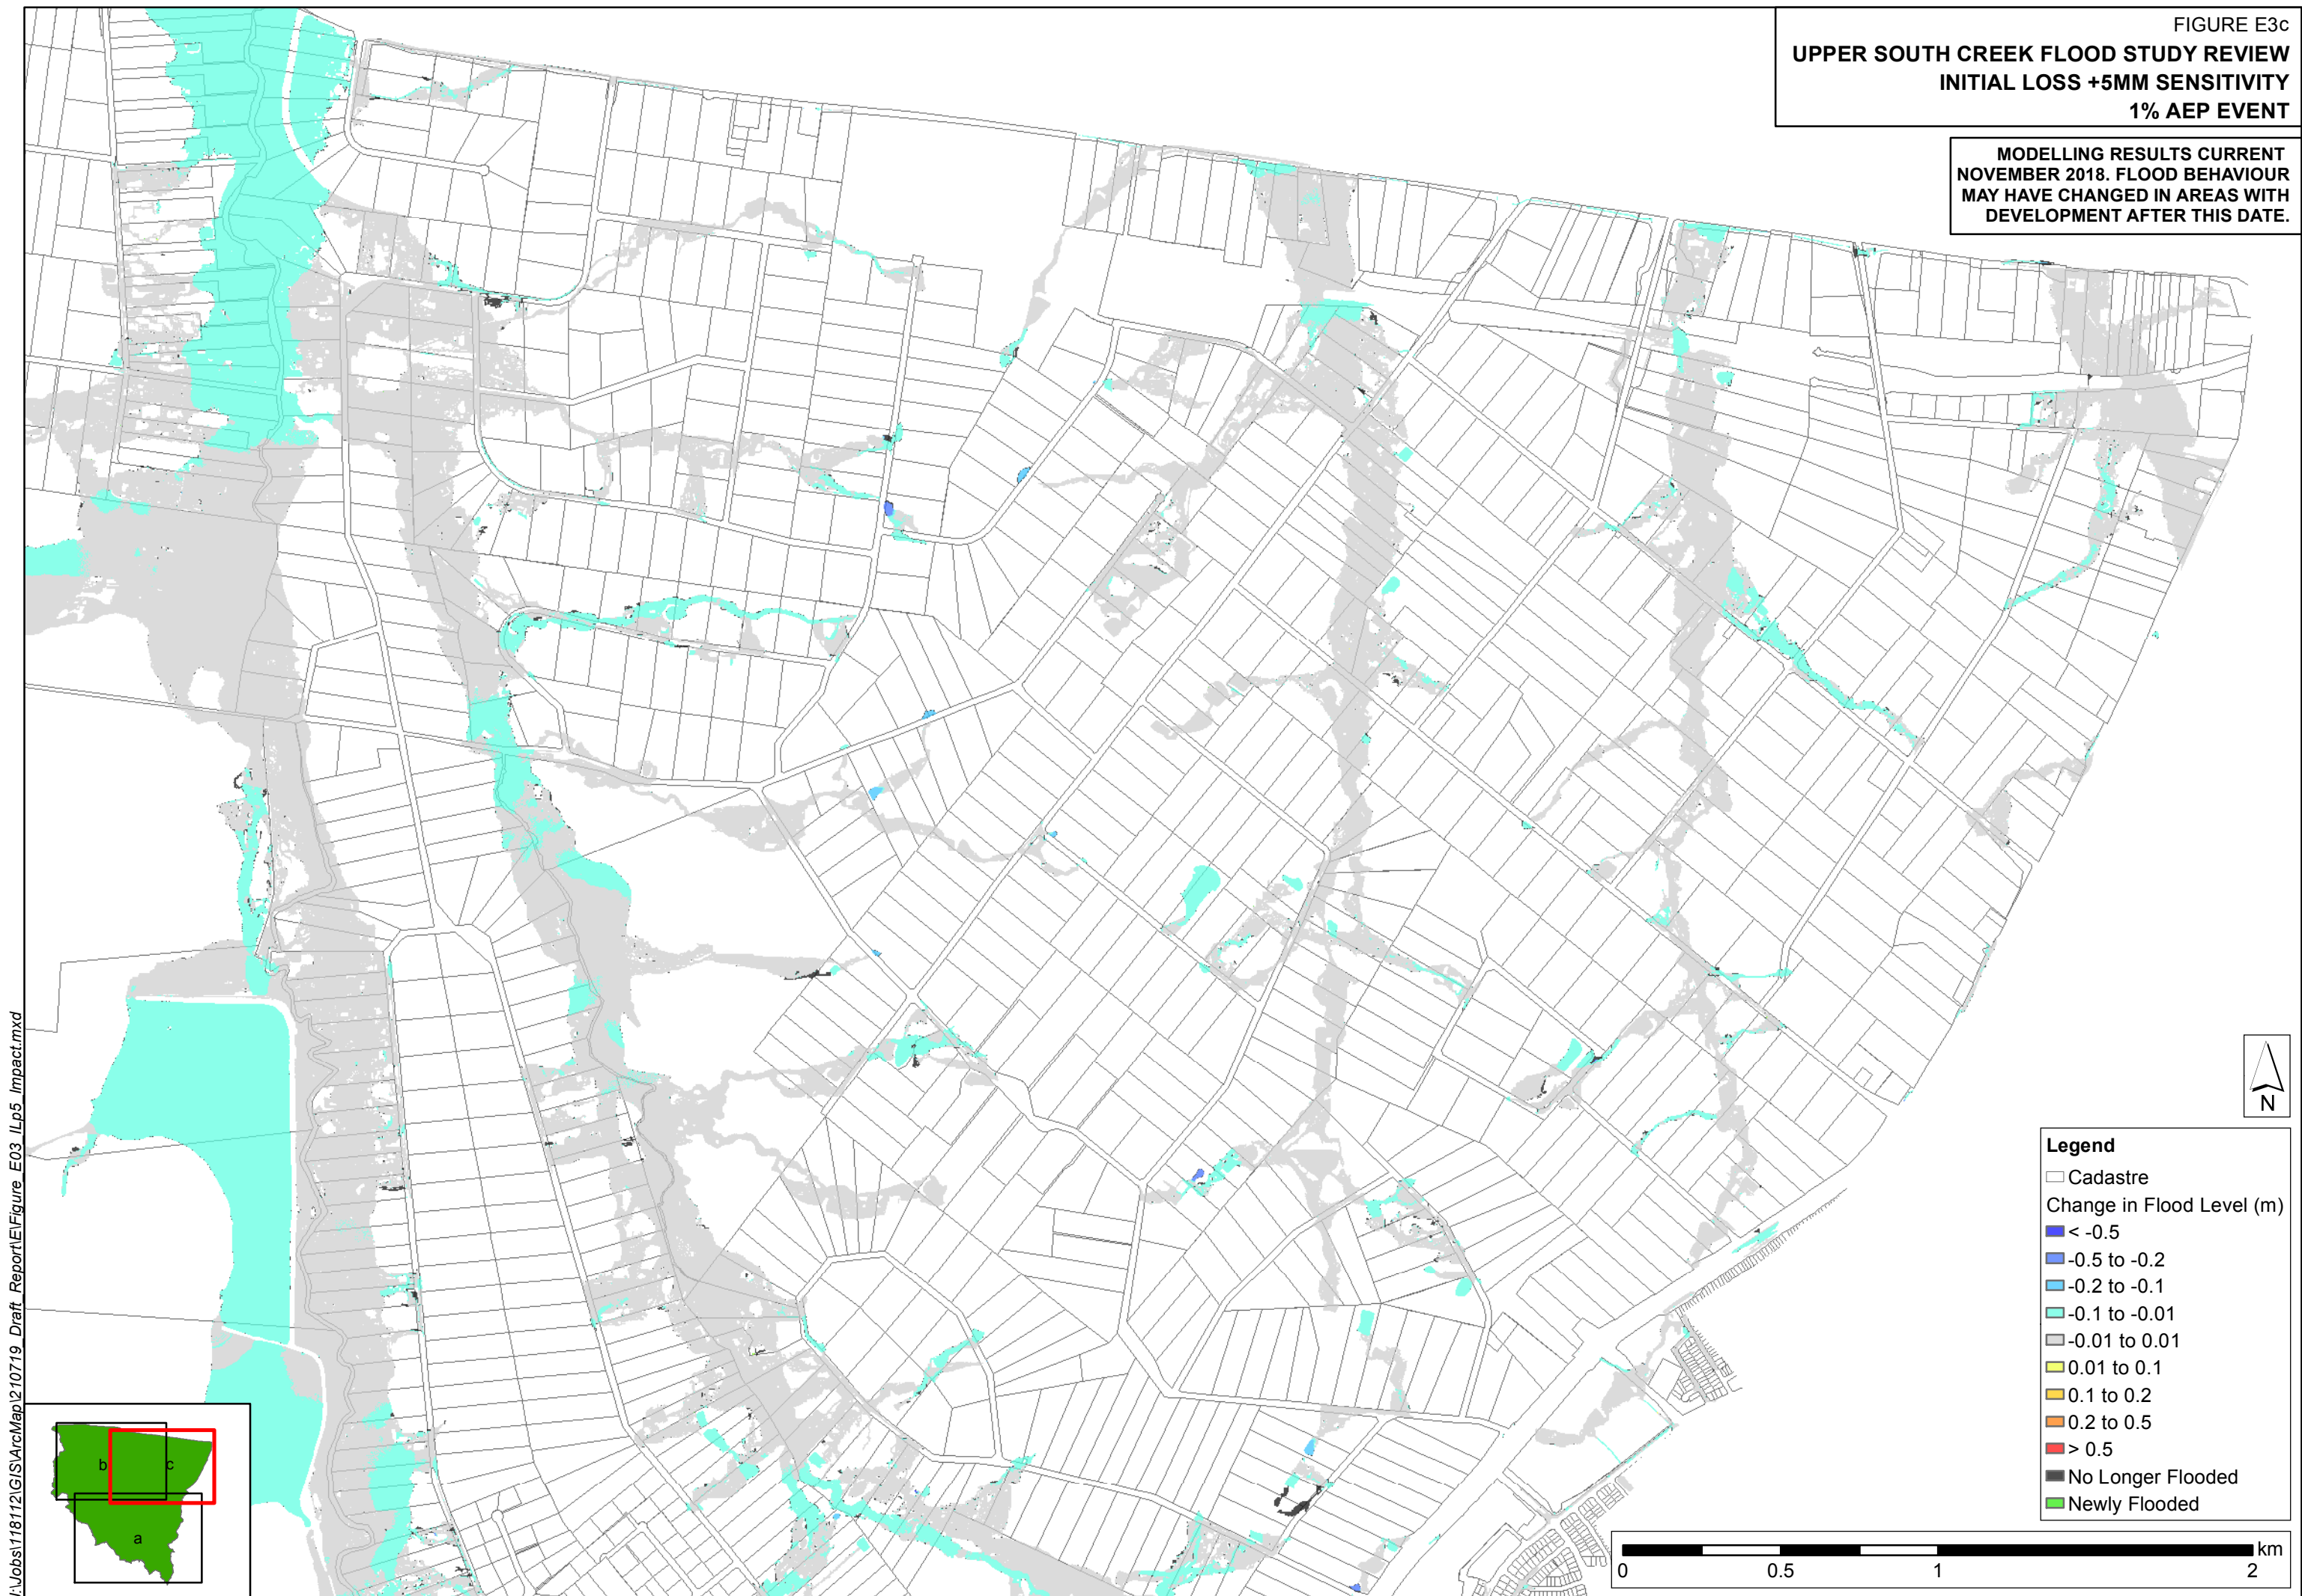 FIGURE E3c
UPPER SOUTH CREEK FLOOD STUDY REVIEW
INITIAL LOSS +5MM SENSITIVITY
1% AEP EVENT
MODELLING RESULTS CURRENT
NOVEMBER 2018. FLOOD BEHAVIOUR
MAY HAVE CHANGED IN AREAS WITH
DEVELOPMENT AFTER THIS DATE.
N
Legend
Cadastre
Change in Flood Level (m)
< -0.5
-0.5 to -0.2
-0.2 to -0.1
-0.1 to -0.01
-0.01 to 0.01
0.01 to 0.1
0.1 to 0.2
0.2 to 0.5
> 0.5
No Longer Flooded
Newly Flooded
km
0 0.5 1 2
b c
a
:\Jobs\118112\GIS\ArcMap\210719_Draft_Report\E\Figure_E03_ILp5_Impact.mxd